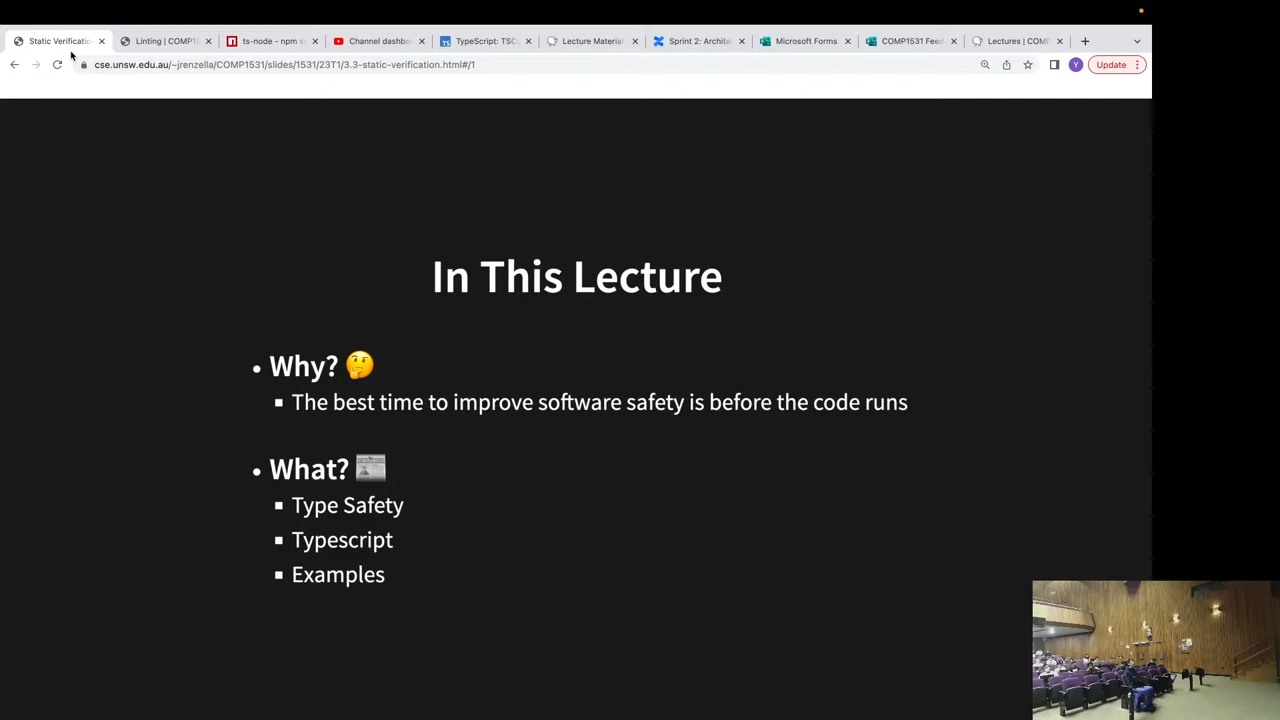 Static Verificatio
Linting | COMP1
ts-node - npm s
Channel dashbo
TypeScript: TSC
Lecture Material
Sprint 2: Archite
Microsoft Forms
COMP1531 Feed
Lectures | COMP
cse.unsw.edu.au/~jrenzella/COMP1531/slides/1531/23T1/3.3-static-verification.html#/1
Y
Update
In This Lecture
• Why? 🤔
▪ The best time to improve software safety is before the code runs
• What? 📰
▪ Type Safety
▪ Typescript
▪ Examples